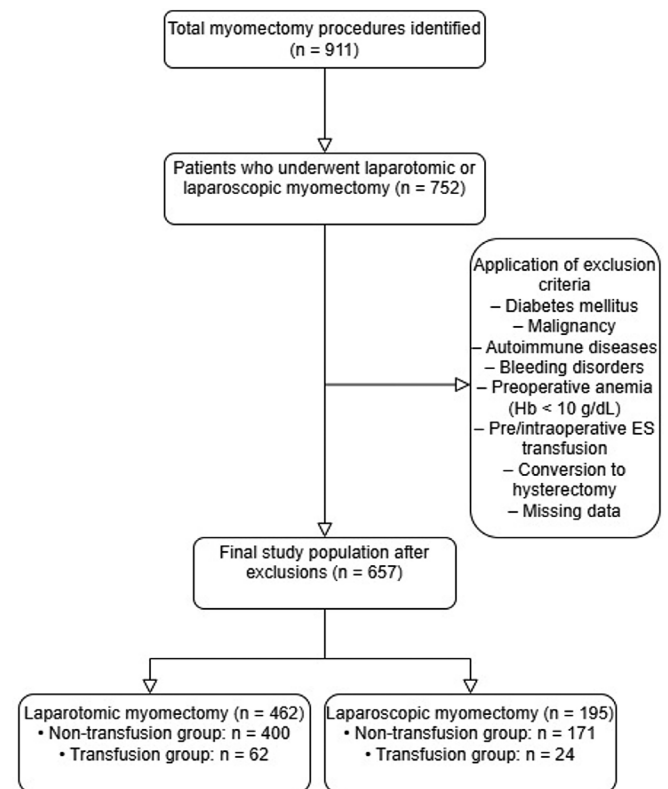 Total myomectomy procedures identified
(n = 911)
Patients who underwent laparotomic or
laparoscopic myomectomy (n = 752)
Application of exclusion
criteria
– Diabetes mellitus
– Malignancy
– Autoimmune diseases
– Bleeding disorders
– Preoperative anemia
(Hb < 10 g/dL)
– Pre/intraoperative ES
transfusion
– Conversion to
hysterectomy
– Missing data
Final study population after
exclusions (n = 657)
Laparotomic myomectomy (n = 462)
• Non-transfusion group: n = 400
• Transfusion group: n = 62
Laparoscopic myomectomy (n = 195)
• Non-transfusion group: n = 171
• Transfusion group: n = 24